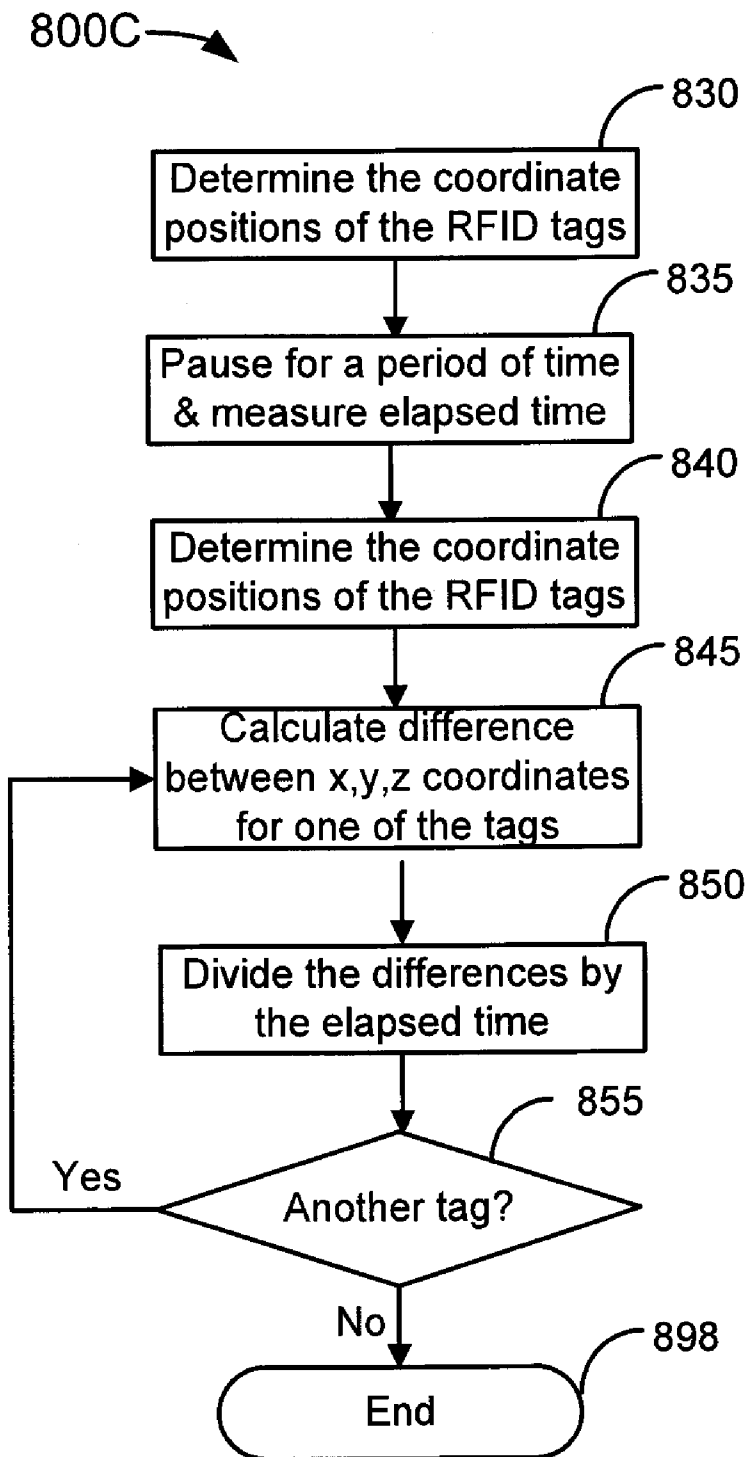 800C
830
Determine the coordinate
positions of the RFID tags
835
Pause for a period of time
& measure elapsed time
840
Determine the coordinate
positions of the RFID tags
845
Calculate difference
between x,y,z coordinates
for one of the tags
850
Divide the differences by
the elapsed time
855
Yes
Another tag?
No
898
End